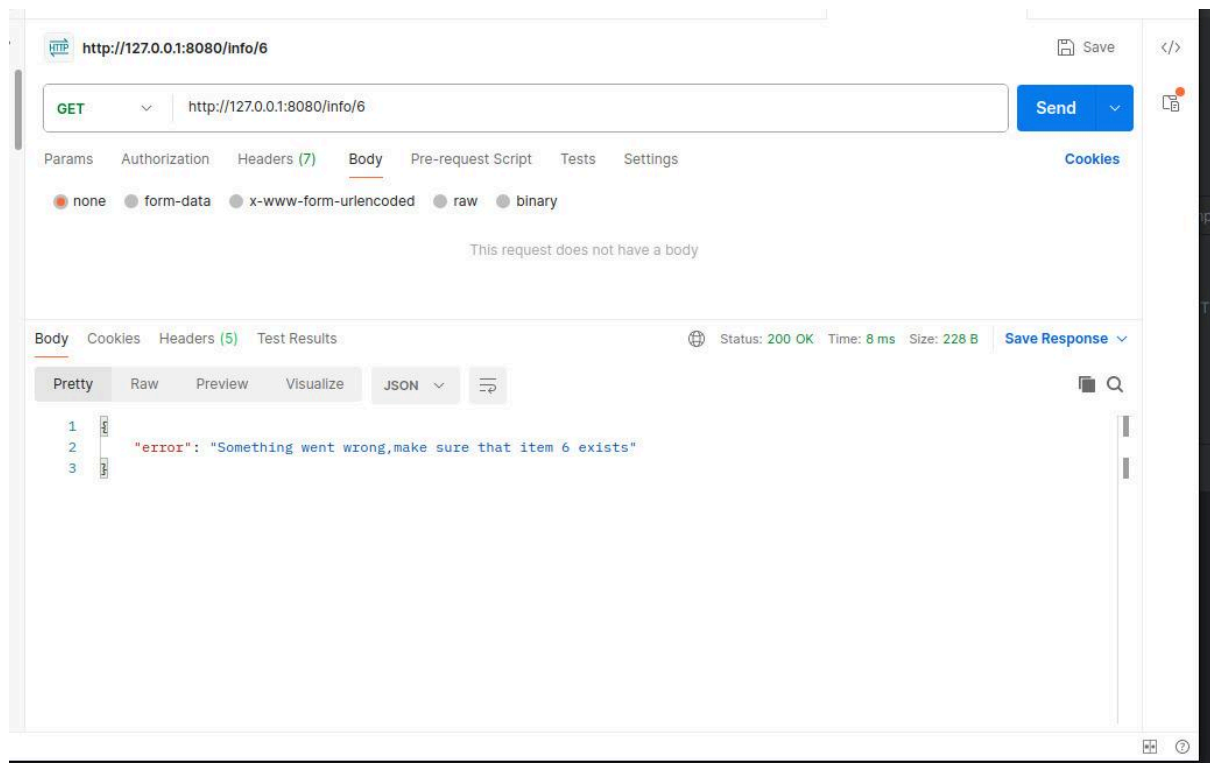 HTTP http://127.0.0.1:8080/info/6 Save </>
GET http://127.0.0.1:8080/info/6 Send
Params Authorization Headers (7) Body Pre-request Script Tests Settings Cookies
none form-data x-www-form-urlencoded raw binary
This request does not have a body
Body Cookies Headers (5) Test Results Status: 200 OK Time: 8 ms Size: 228 B Save Response
Pretty Raw Preview Visualize JSON
1 {
2 "error": "Something went wrong,make sure that item 6 exists"
3 }